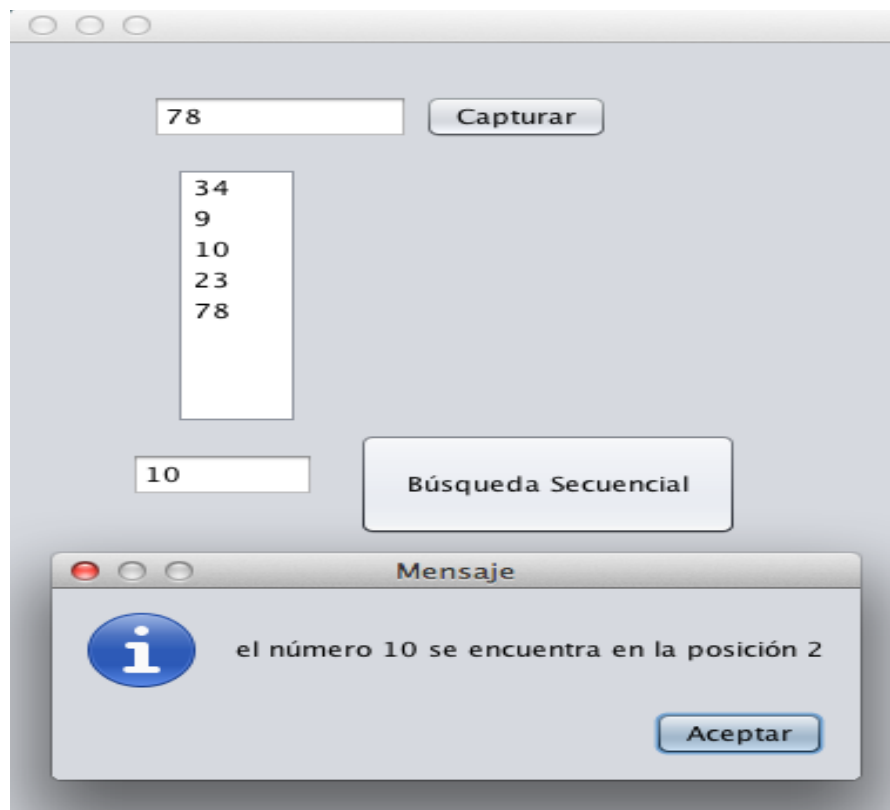 78 Capturar
34
9
10
23
78
10 Búsqueda Secuencial
Mensaje
el número 10 se encuentra en la posición 2
Aceptar